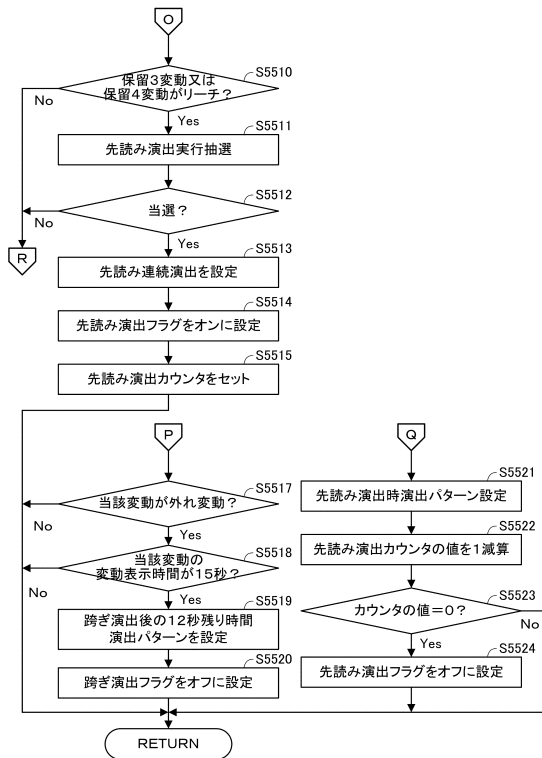 O
S5510
保留3変動又は
保留4変動がリーチ？
No
Yes
S5511
先読み演出実行抽選
S5512
当選？
No
Yes
R
S5513
先読み連続演出を設定
S5514
先読み演出フラグをオンに設定
S5515
先読み演出カウンタをセット
P
S5517
当該変動が外れ変動？
No
Yes
S5518
当該変動の
変動表示時間が15秒？
No
Yes
S5519
跨ぎ演出後の12秒残り時間
演出パターンを設定
S5520
跨ぎ演出フラグをオフに設定
Q
S5521
先読み演出時演出パターン設定
S5522
先読み演出カウンタの値を1減算
S5523
カウンタの値=0？
No
Yes
S5524
先読み演出フラグをオフに設定
RETURN